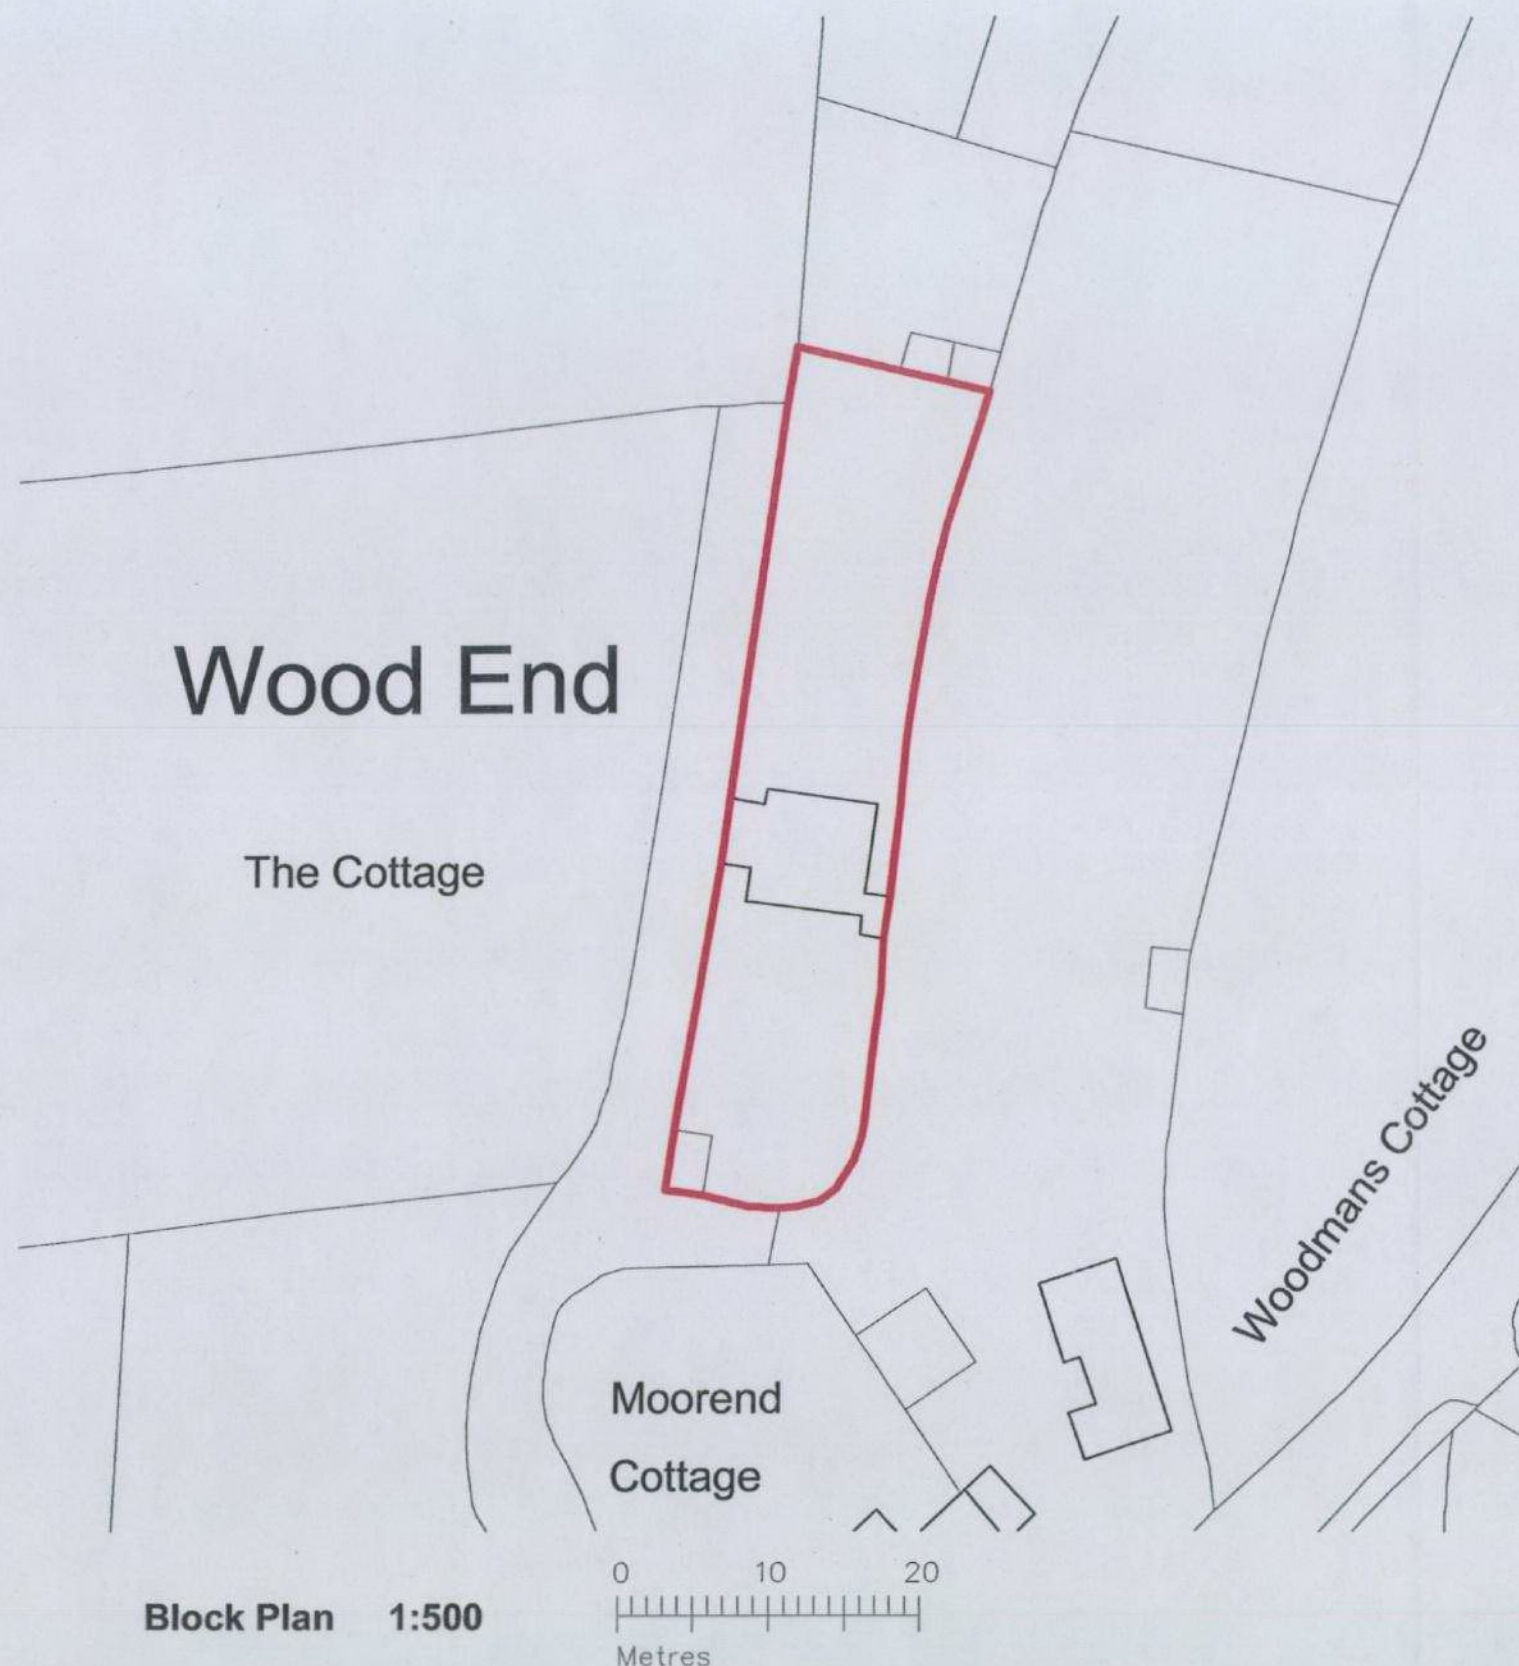 Wood End
The Cottage
Woodmans Cottage
Moorend
Cottage
Block Plan 1:500
0 10 20
Metres